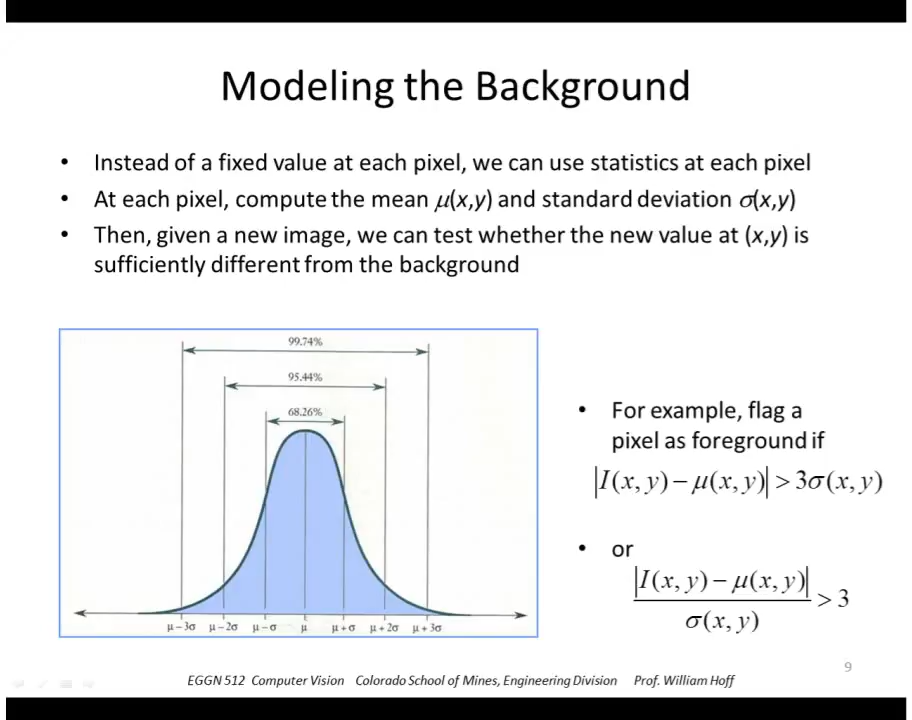 Modeling the Background
• Instead of a fixed value at each pixel, we can use statistics at each pixel
• At each pixel, compute the mean μ(x,y) and standard deviation σ(x,y)
• Then, given a new image, we can test whether the new value at (x,y) is
sufficiently different from the background
99.74%
95.44%
68.26%
μ – 3σ μ – 2σ μ – σ μ μ + σ μ + 2σ μ + 3σ
• For example, flag a
pixel as foreground if
|I(x, y) – μ(x, y)| > 3σ(x, y)
• or
|I(x, y) – μ(x, y)|
σ(x, y)
> 3
9
EGGN 512 Computer Vision Colorado School of Mines, Engineering Division Prof. William Hoff